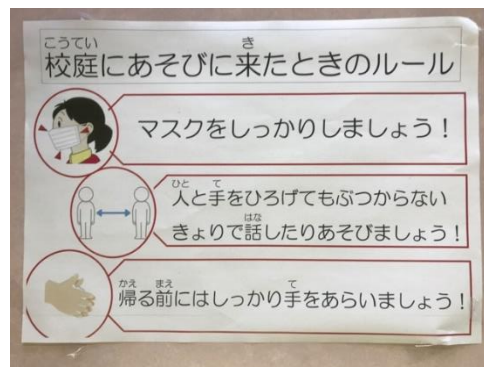 校庭にあそびに来たときのルール
マスクをしっかりしましょう！
人と手をひろげてもぶつからない
きょりで話したりあそびましょう！
帰る前にはしっかり手をあらいましょう！